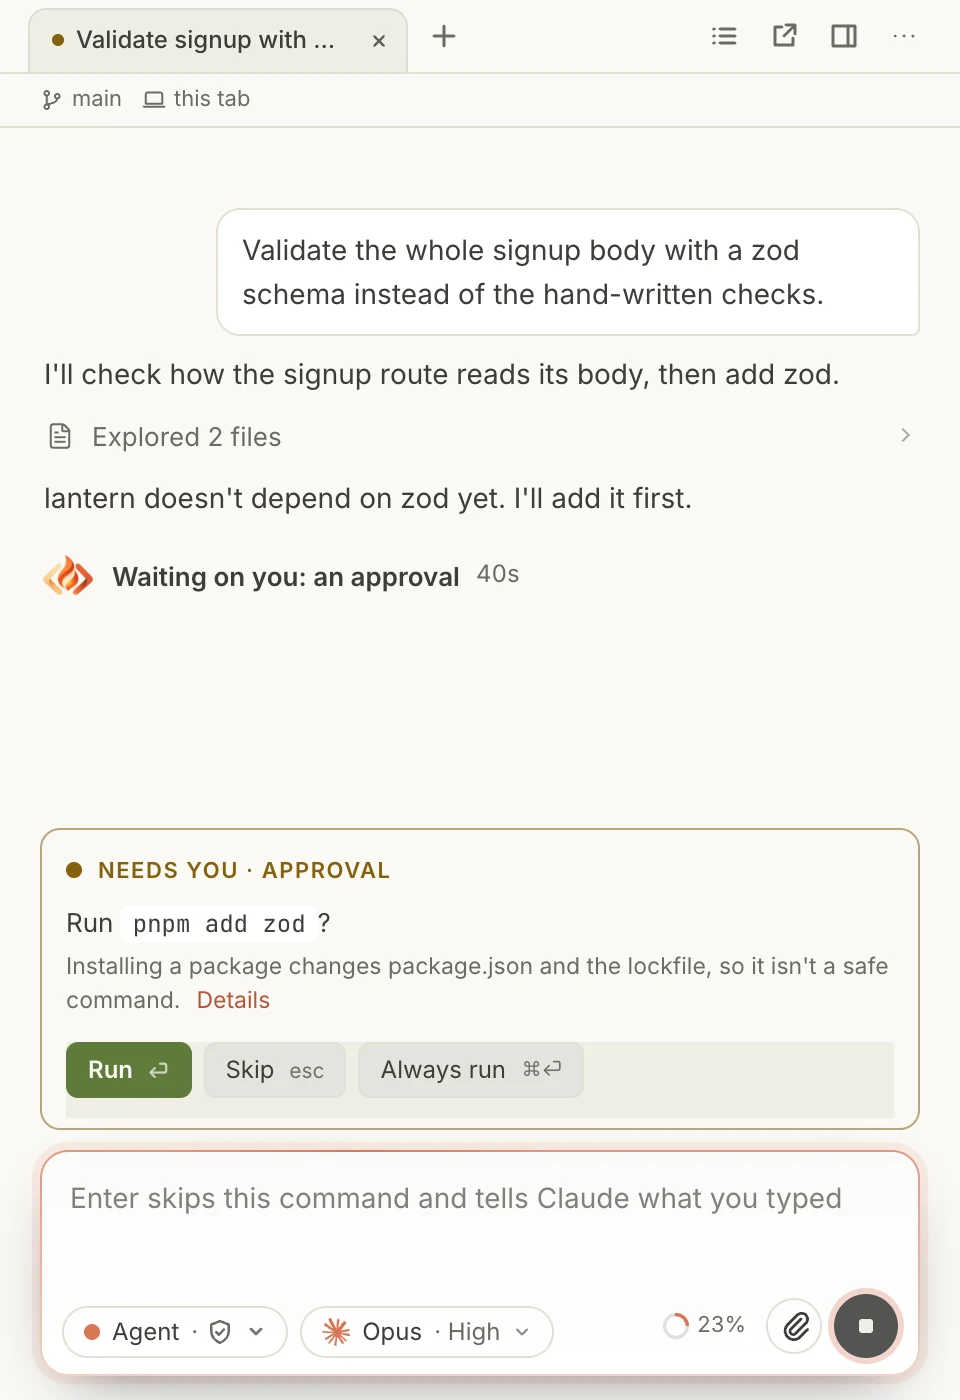 Validate signup with ...
main
this tab
Validate the whole signup body with a zod
schema instead of the hand-written checks.
I'll check how the signup route reads its body, then add zod.
Explored 2 files
lantern doesn't depend on zod yet. I'll add it first.
Waiting on you: an approval 40s
NEEDS YOU · APPROVAL
Run pnpm add zod ?
Installing a package changes package.json and the lockfile, so it isn't a safe
command. Details
Run ⏎ Skip esc Always run ⌘⏎
Enter skips this command and tells Claude what you typed
Agent · Opus · High 23%